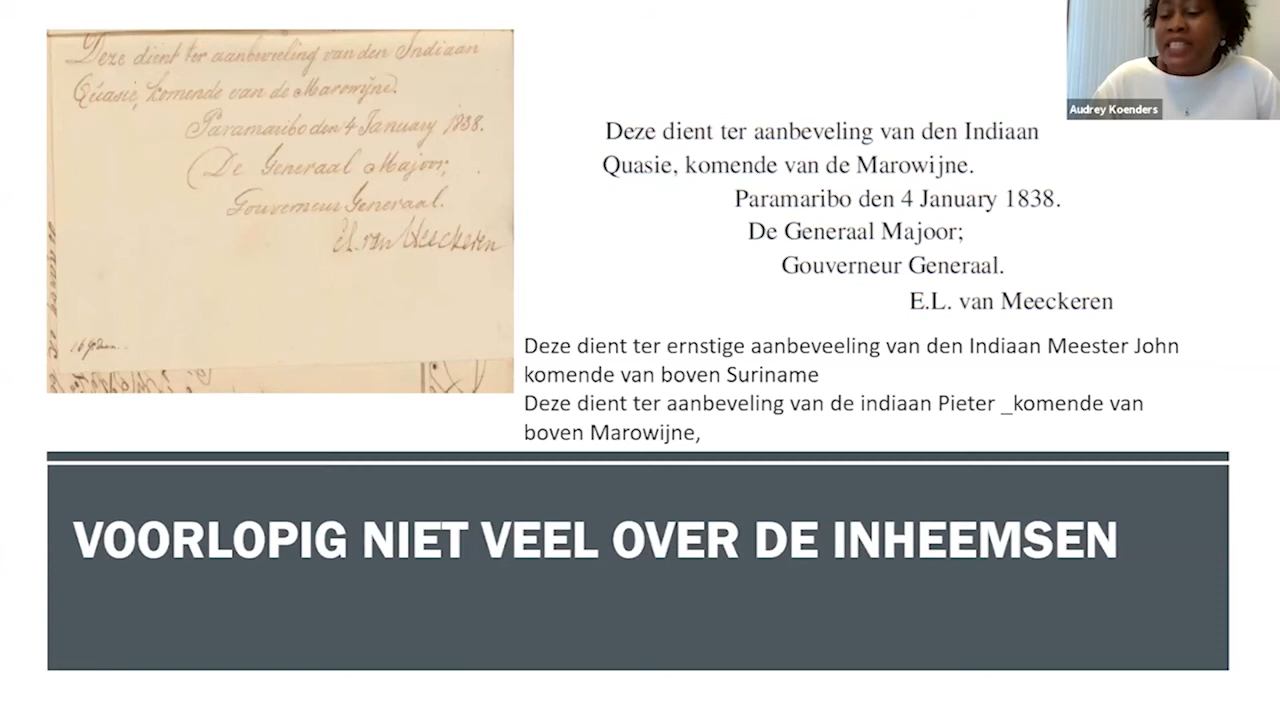 Deze dient ter aanbeveling van den Indiaan
Quasie, komende van de Marowijne.
Paramaribo den 4 January 1838.
De Generaal Majoor;
Gouverneur Generaal.
van Heeckeren
Audrey Koenders
Deze dient ter aanbeveling van den Indiaan
Quasie, komende van de Marowijne.
Paramaribo den 4 January 1838.
De Generaal Majoor;
Gouverneur Generaal.
E.L. van Meeckeren
Deze dient ter ernstige aanbeveeling van den Indiaan Meester John
komende van boven Suriname
Deze dient ter aanbeveling van de indiaan Pieter _komende van
boven Marowijne,
VOORLOPIG NIET VEEL OVER DE INHEEMSEN